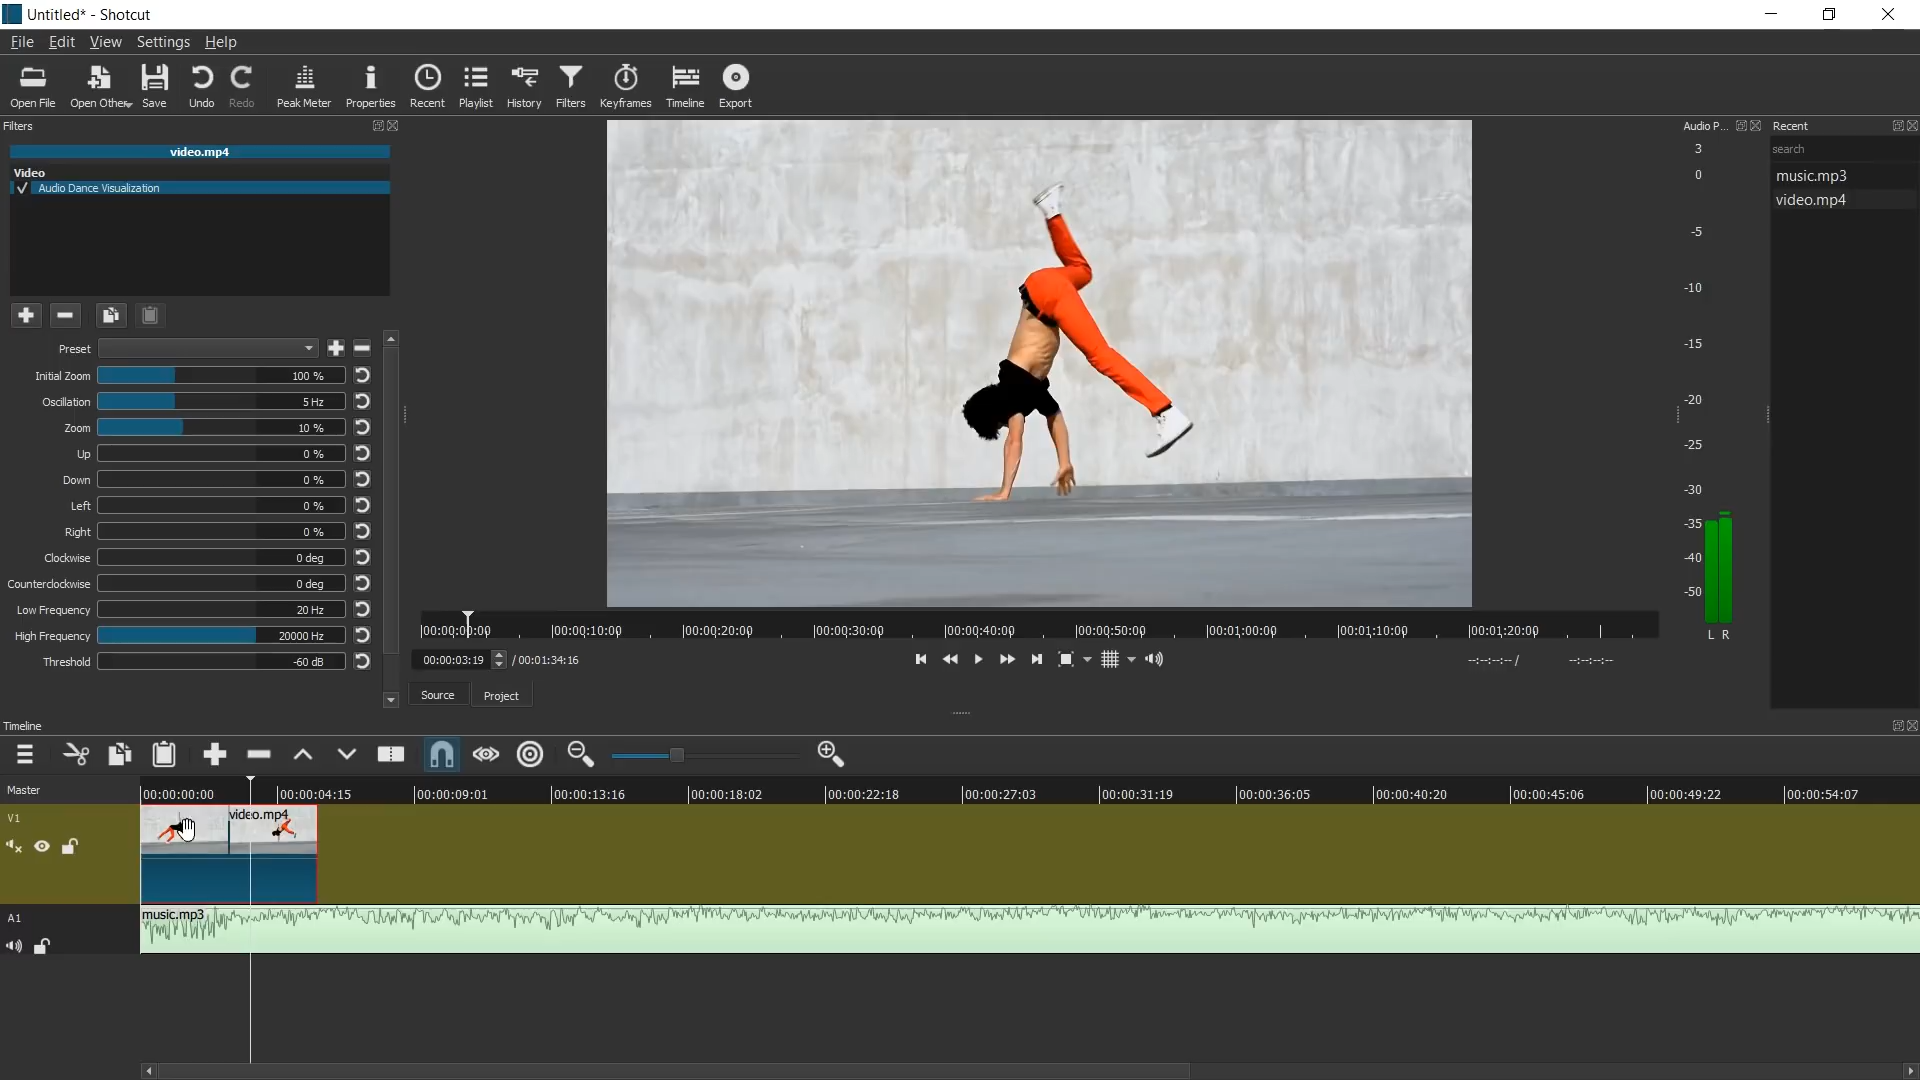 Untitled* - Shotcut
File Edit View Settings Help
Open File Open Other Save Undo Redo Peak Meter Properties Recent Playlist History Filters Keyframes Timeline Export
Filters
video.mp4
Video
Audio Dance Visualization
Preset
Initial Zoom 100 %
Oscillation 5 Hz
Zoom 10 %
Up 0 %
Down 0 %
Left 0 %
Right 0 %
Clockwise 0 deg
Counterclockwise 0 deg
Low Frequency 20 Hz
High Frequency 20000 Hz
Threshold -60 dB
00:00:00:00 00:00:10:00 00:00:20:00 00:00:30:00 00:00:40:00 00:00:50:00 00:01:00:00 00:01:10:00 00:01:20:00
00:00:03:19 / 00:01:34:16 --:--:--:-- / --:--:--:--
Source Project
Audio P...
3
0
-5
-10
-15
-20
-25
-30
-35
-40
-50
L R
Recent
search
music.mp3
video.mp4
Timeline
Master 00:00:00:00 00:00:04:15 00:00:09:01 00:00:13:16 00:00:18:02 00:00:22:18 00:00:27:03 00:00:31:19 00:00:36:05 00:00:40:20 00:00:45:06 00:00:49:22 00:00:54:07
V1 video.mp4
A1 music.mp3